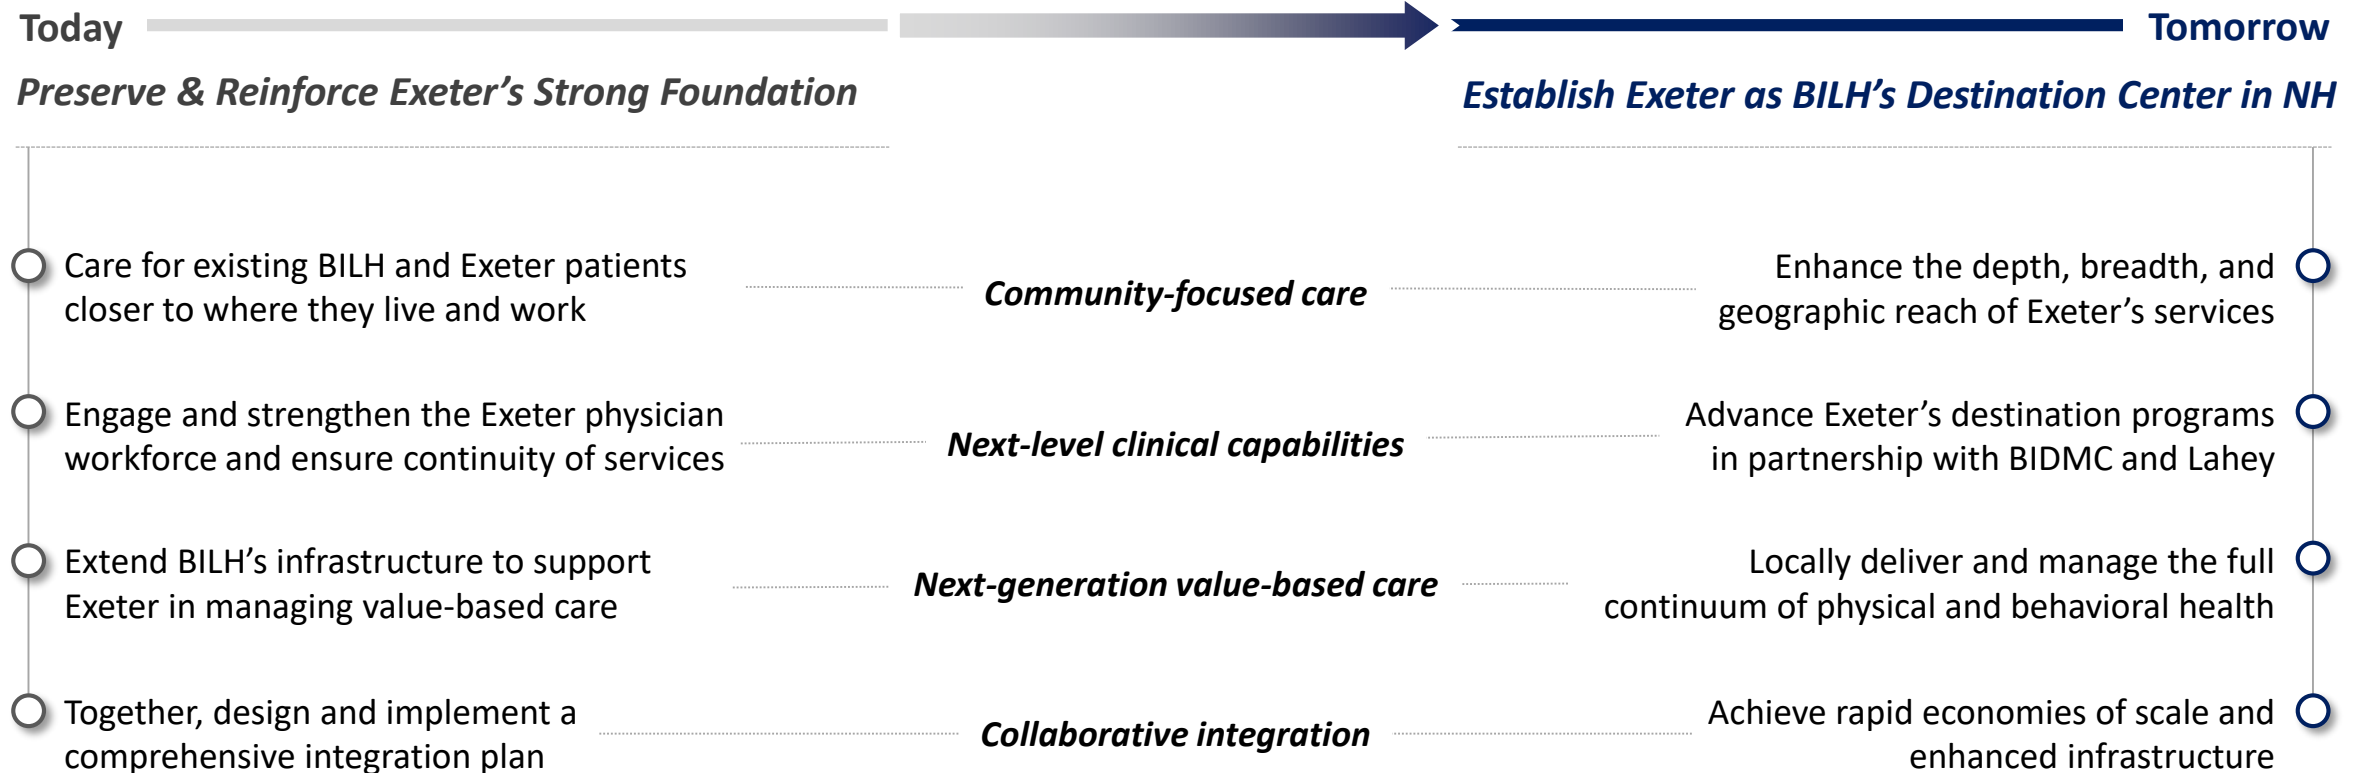 Today
Tomorrow
Preserve & Reinforce Exeter’s Strong Foundation
Establish Exeter as BILH’s Destination Center in NH
Care for existing BILH and Exeter patients
closer to where they live and work
Community-focused care
Enhance the depth, breadth, and
geographic reach of Exeter’s services
Engage and strengthen the Exeter physician
workforce and ensure continuity of services
Next-level clinical capabilities
Advance Exeter’s destination programs
in partnership with BIDMC and Lahey
Extend BILH’s infrastructure to support
Exeter in managing value-based care
Next-generation value-based care
Locally deliver and manage the full
continuum of physical and behavioral health
Together, design and implement a
comprehensive integration plan
Collaborative integration
Achieve rapid economies of scale and
enhanced infrastructure